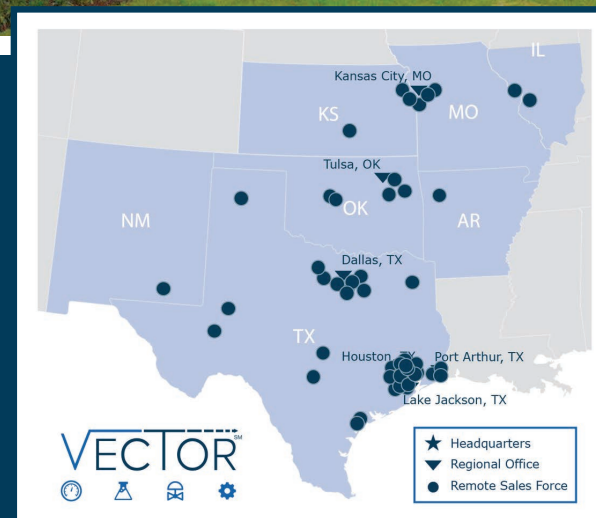 IL
Kansas City, MO
KS
MO
Tulsa, OK
NM
OK
AR
Dallas, TX
TX
Houston, TX
Port Arthur, TX
Lake Jackson, TX
VECTOR SM
Headquarters
Regional Office
Remote Sales Force